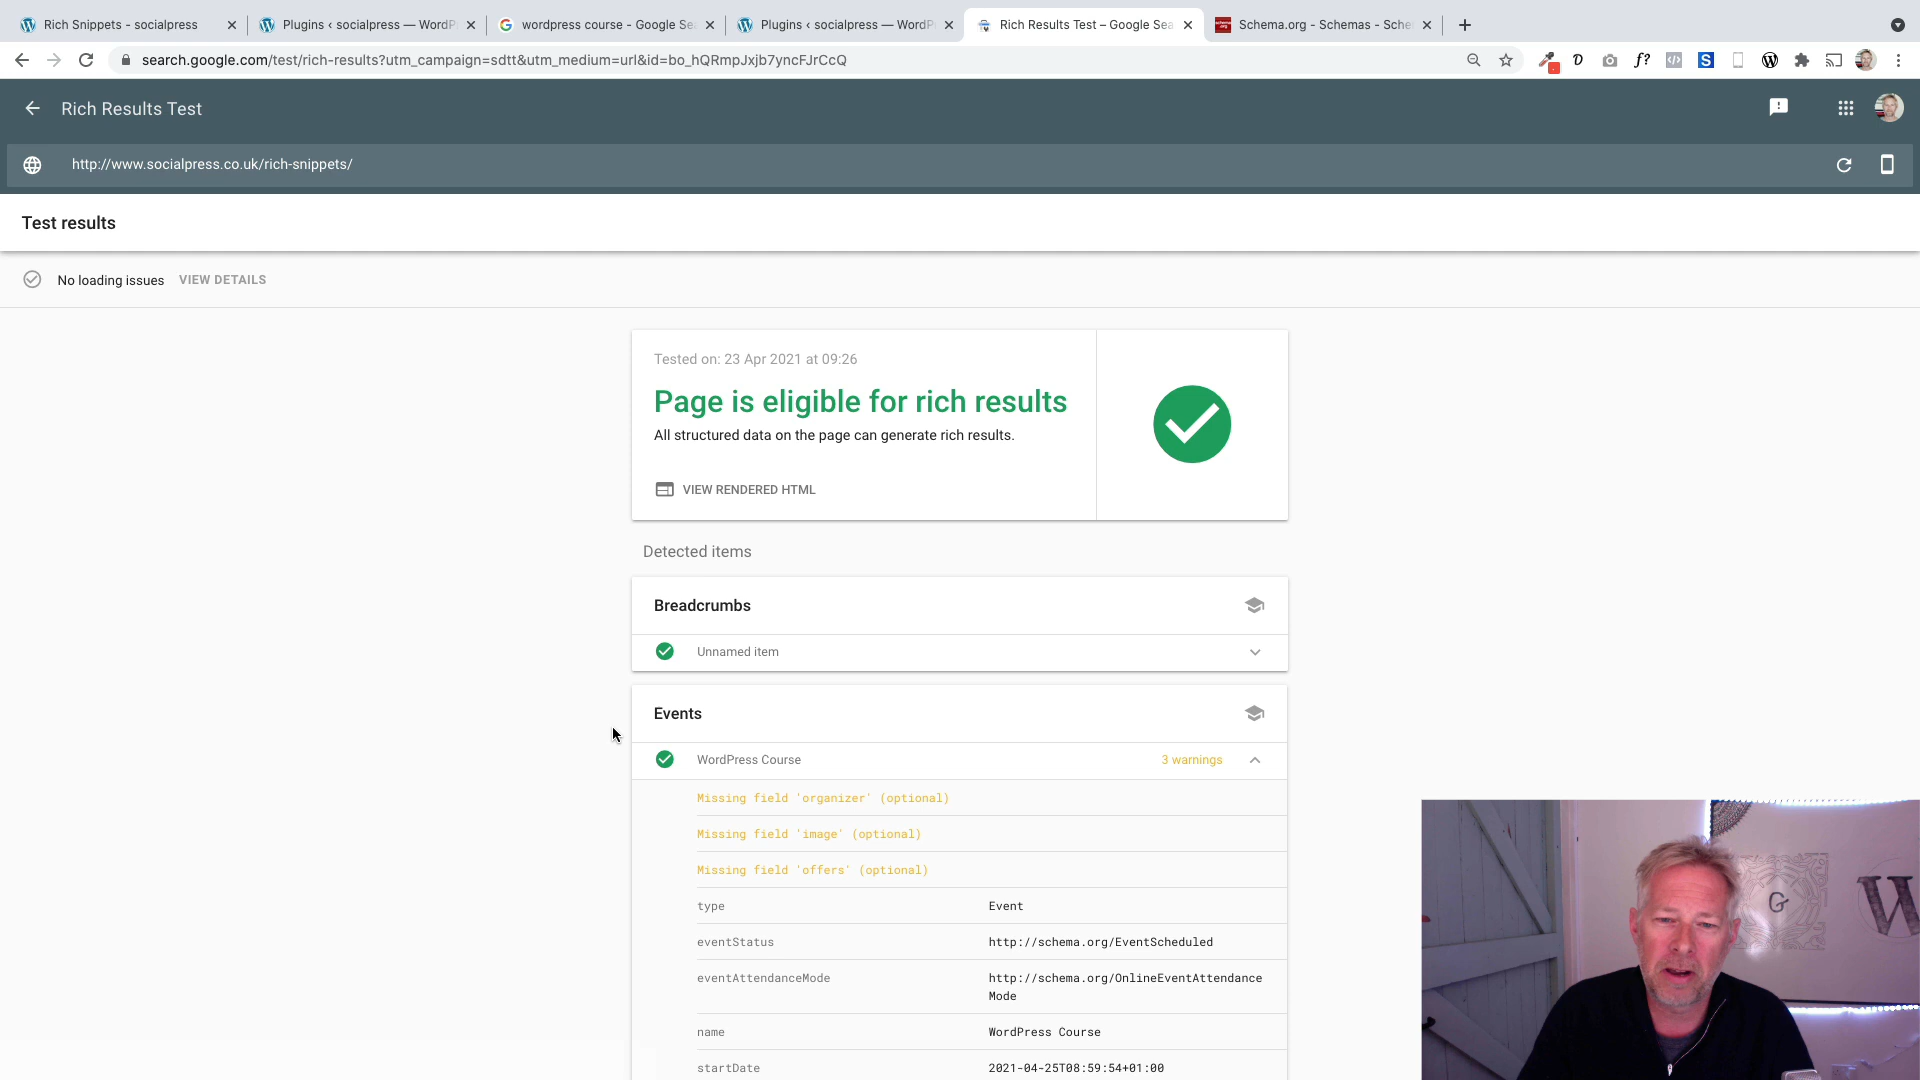 Rich Snippets - socialpress
Plugins ‹ socialpress — WordP
wordpress course - Google Sea
Plugins ‹ socialpress — WordP
Rich Results Test – Google Sea
Schema.org - Schemas - Sche
search.google.com/test/rich-results?utm_campaign=sdtt&utm_medium=url&id=bo_hQRmpJxjb7yncFJrCcQ
Rich Results Test
http://www.socialpress.co.uk/rich-snippets/
Test results
No loading issues VIEW DETAILS
Tested on: 23 Apr 2021 at 09:26
Page is eligible for rich results
All structured data on the page can generate rich results.
VIEW RENDERED HTML
Detected items
Breadcrumbs
Unnamed item
Events
WordPress Course 3 warnings
Missing field 'organizer' (optional)
Missing field 'image' (optional)
Missing field 'offers' (optional)
type Event
eventStatus http://schema.org/EventScheduled
eventAttendanceMode http://schema.org/OnlineEventAttendance
Mode
name WordPress Course
startDate 2021-04-25T08:59:54+01:00